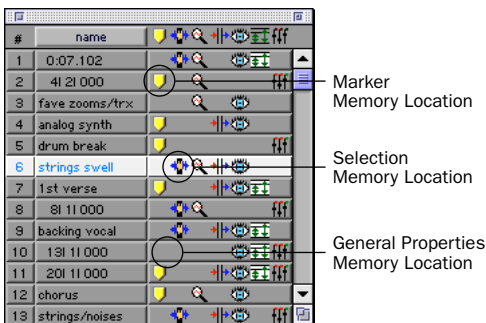 # name
1 0:07.102
2 4| 2| 000
Marker
Memory Location
3 fave zooms/trx
4 analog synth
5 drum break
6 strings swell
Selection
Memory Location
7 1st verse
8 8| 1| 000
9 backing vocal
10 13| 1| 000
General Properties
Memory Location
11 20| 1| 000
12 chorus
13 strings/noises